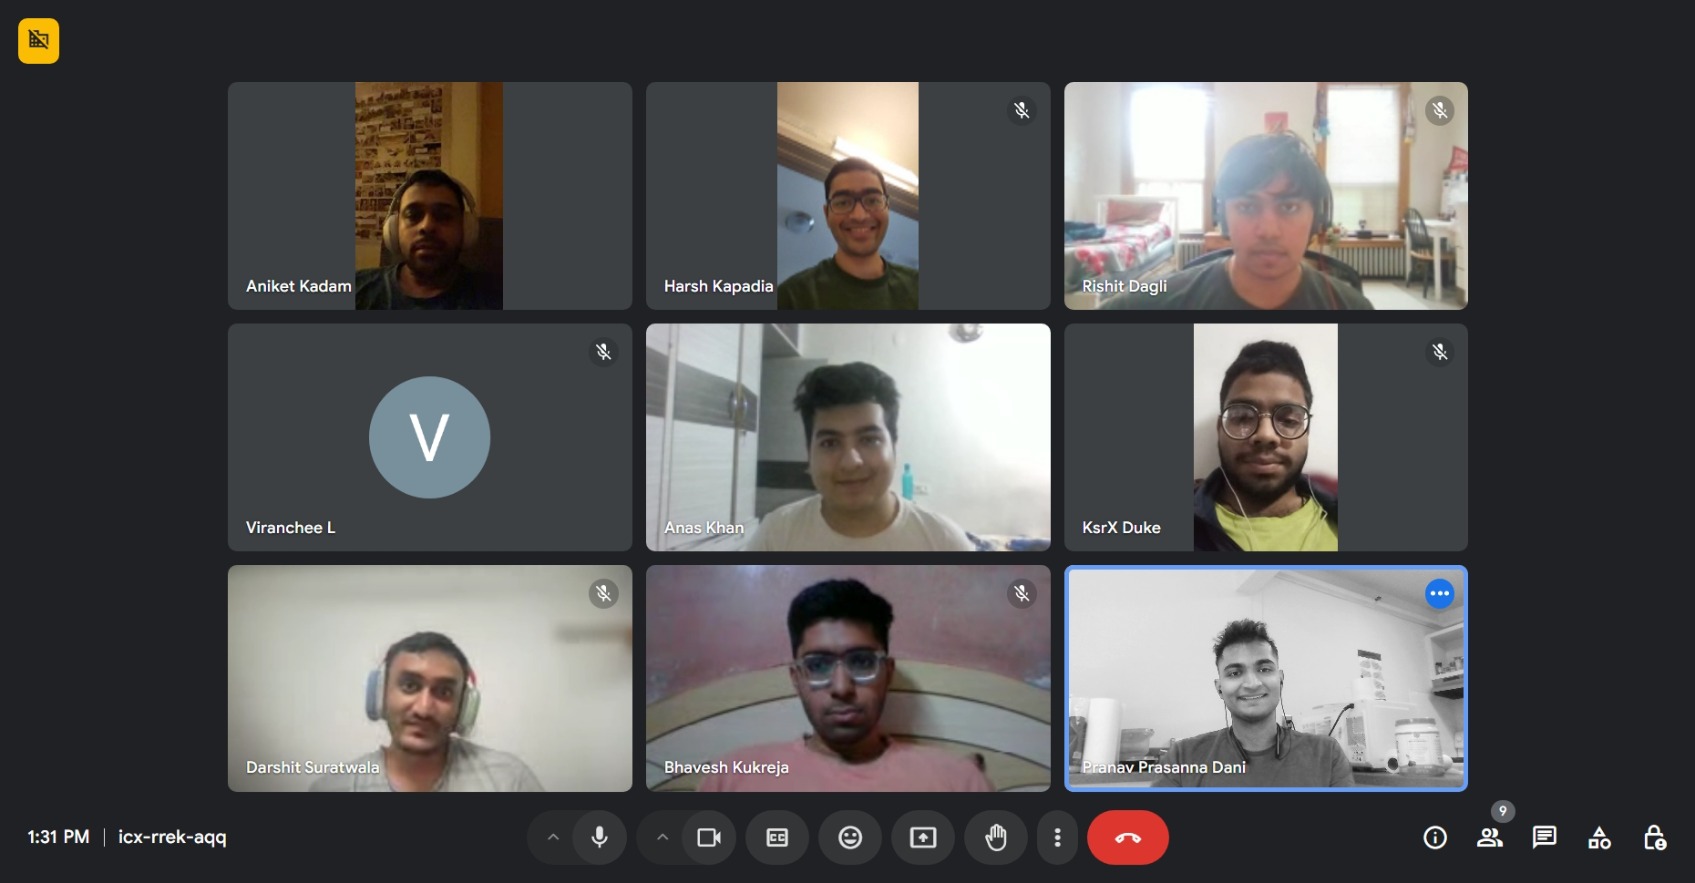 Aniket Kadam
Harsh Kapadia
Rishit Dagli
V
Viranchee L
Anas Khan
KsrX Duke
Darshit Suratwala
Bhavesh Kukreja
Pranav Prasanna Dani
9
1:31 PM | icx-rrek-aqq
CC